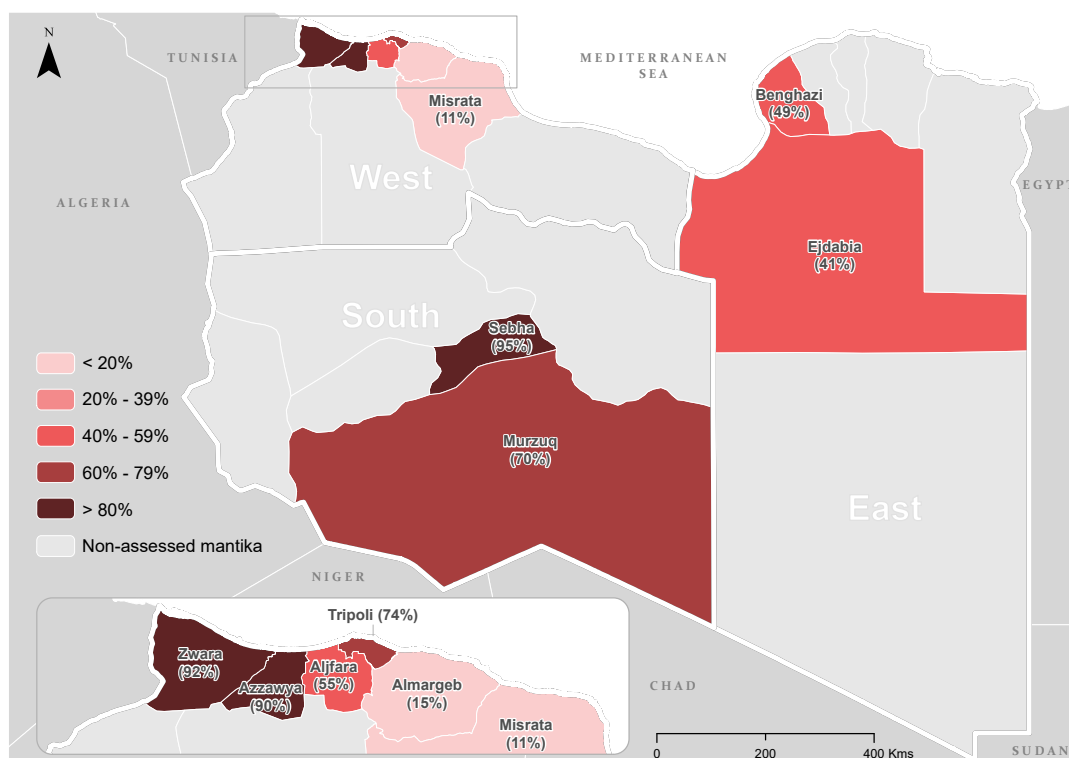 N
TUNISIA
MEDITERRANEAN
SEA
Misrata
(11%)
Benghazi
(49%)
West
ALGERIA
EGYPT
Ejdabia
(41%)
South
Sebha
(95%)
< 20%
20% - 39%
40% - 59%
60% - 79%
> 80%
Non-assessed mantika
Murzuq
(70%)
East
NIGER
Tripoli (74%)
Zwara
(92%)
Azzawya
(90%)
Aljfara
(55%)
Almargeb
(15%)
Misrata
(11%)
CHAD
0 200 400 Kms
SUDAN